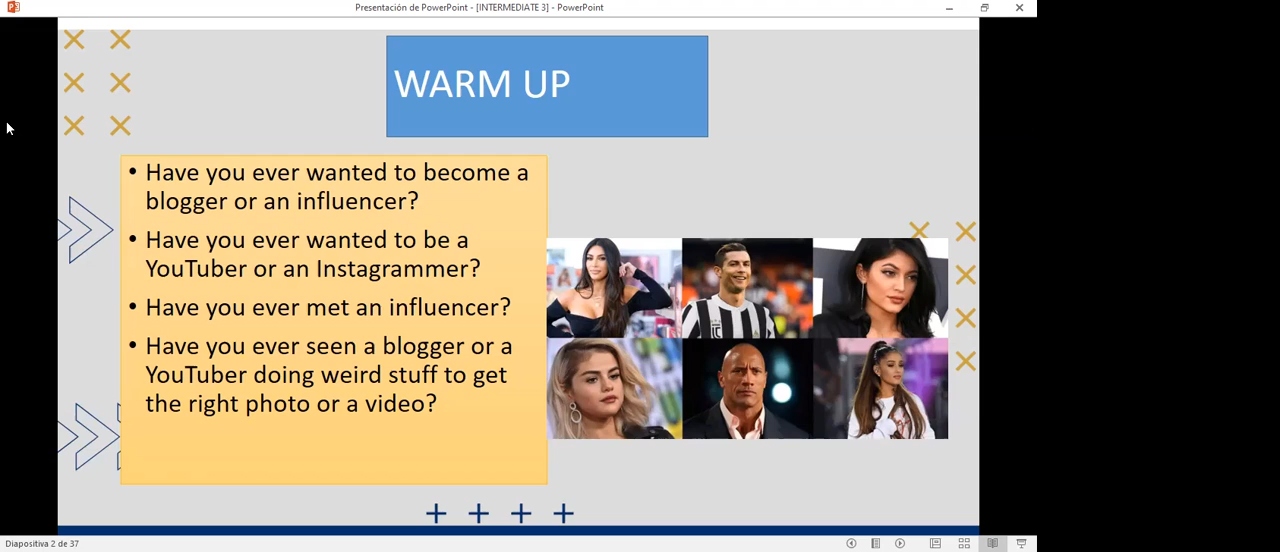 Presentación de PowerPoint - [INTERMEDIATE 3] - PowerPoint
WARM UP
• Have you ever wanted to become a
blogger or an influencer?
• Have you ever wanted to be a
YouTuber or an Instagrammer?
• Have you ever met an influencer?
• Have you ever seen a blogger or a
YouTuber doing weird stuff to get
the right photo or a video?
Diapositiva 2 de 37